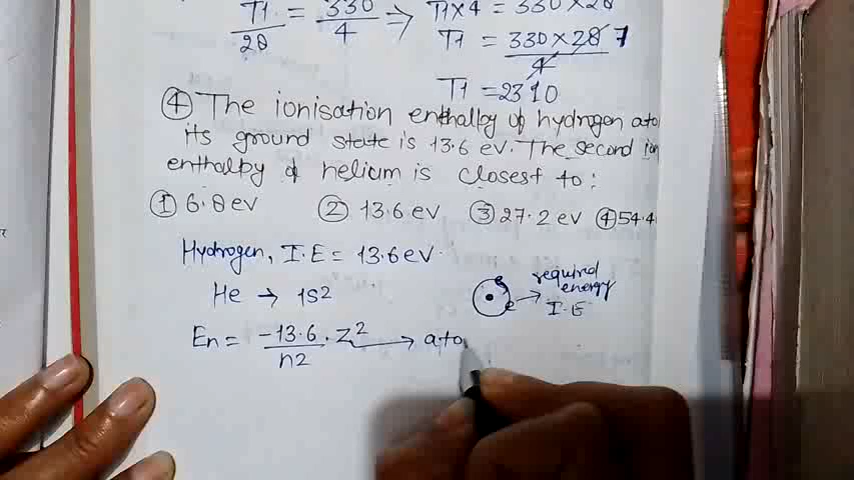 T1/20 = 330/4 ⇒ T1×4 = 330×20
T1 = 330×28/4 7
T1 = 2310
④ The ionisation enthalpy of hydrogen ato
its ground state is 13.6 eV. The second ion
enthalpy of helium is closest to:
① 6.8 eV ② 13.6 eV ③ 27.2 eV ④ 54.4
Hydrogen, I.E = 13.6 eV
He → 1s2
required
energy
I.E
e
e
En = -13.6/n2 . Z2 → ato